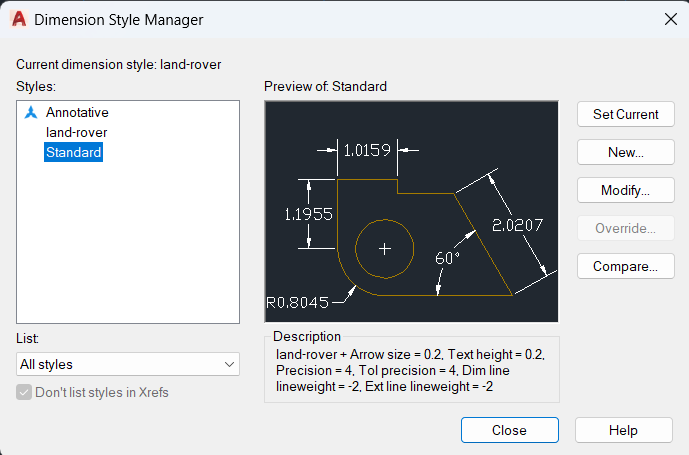 Dimension Style Manager
Current dimension style: land-rover
Styles:
Annotative
land-rover
Standard
Preview of: Standard
1.0159
1.1955
2.0207
60°
R0.8045
Set Current
New...
Modify...
Override...
Compare...
List:
All styles
Don't list styles in Xrefs
Description
land-rover + Arrow size = 0.2, Text height = 0.2,
Precision = 4, Tol precision = 4, Dim line
lineweight = -2, Ext line lineweight = -2
Close
Help